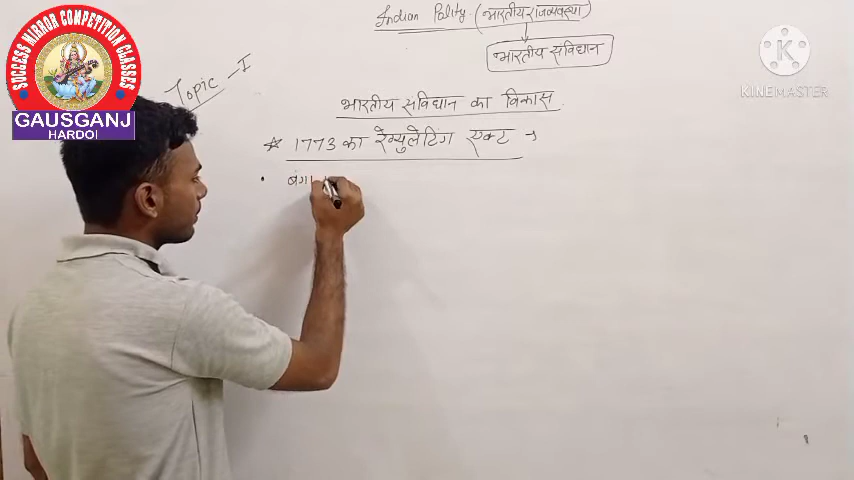 Indian Polity (भारतीय राजव्यवस्था)
भारतीय संविधान
Topic - I
भारतीय संविधान का विकास
★ 1773 का रेग्युलेटिंग एक्ट →
• बंगा
SUCCESS MIRROR COMPETITION CLASSES
GAUSGANJ
HARDOI
KINEMASTER